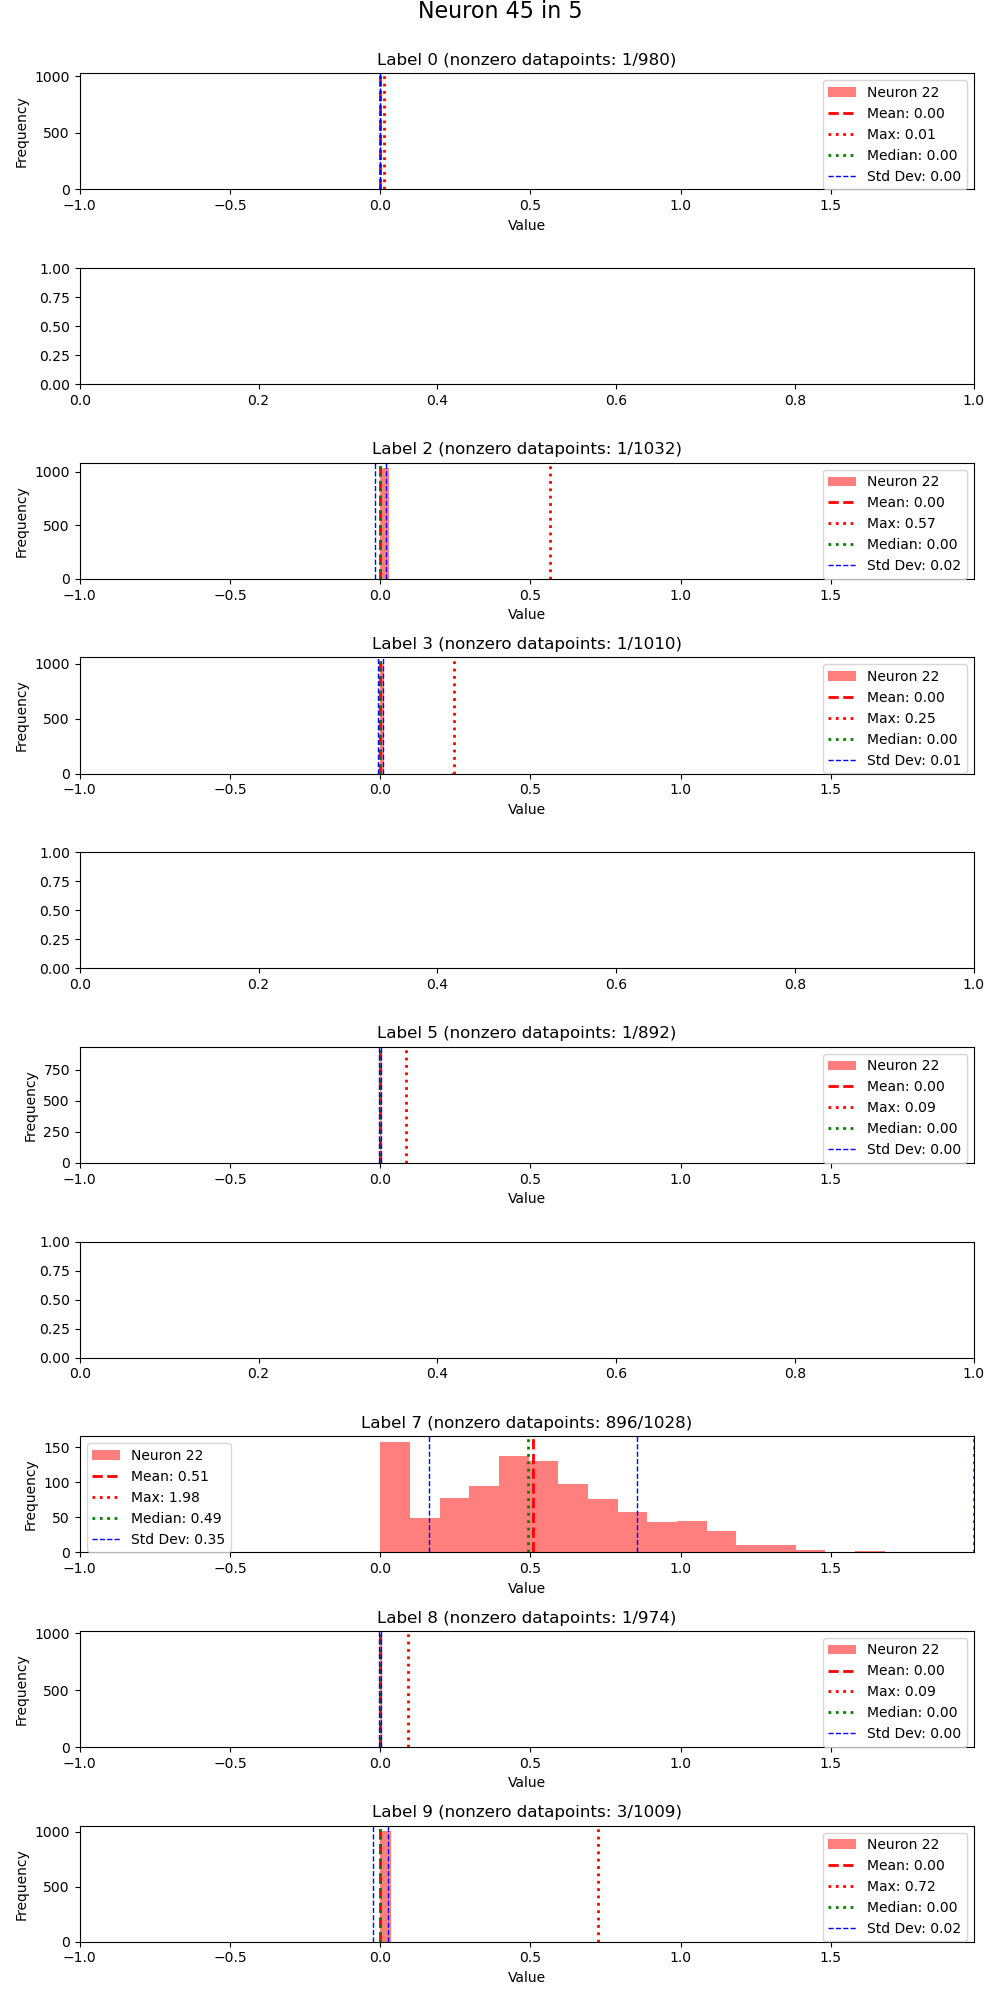 Neuron 45 in 5
Label 0 (nonzero datapoints: 1/980)
Frequency
1000
500
0
Neuron 22
Mean: 0.00
Max: 0.01
Median: 0.00
Std Dev: 0.00
−1.0 −0.5 0.0 0.5 1.0 1.5
Value
1.00
0.75
0.50
0.25
0.00
0.0 0.2 0.4 0.6 0.8 1.0
Label 2 (nonzero datapoints: 1/1032)
Frequency
1000
500
0
Neuron 22
Mean: 0.00
Max: 0.57
Median: 0.00
Std Dev: 0.02
−1.0 −0.5 0.0 0.5 1.0 1.5
Value
Label 3 (nonzero datapoints: 1/1010)
Frequency
1000
500
0
Neuron 22
Mean: 0.00
Max: 0.25
Median: 0.00
Std Dev: 0.01
−1.0 −0.5 0.0 0.5 1.0 1.5
Value
1.00
0.75
0.50
0.25
0.00
0.0 0.2 0.4 0.6 0.8 1.0
Label 5 (nonzero datapoints: 1/892)
Frequency
750
500
250
0
Neuron 22
Mean: 0.00
Max: 0.09
Median: 0.00
Std Dev: 0.00
−1.0 −0.5 0.0 0.5 1.0 1.5
Value
1.00
0.75
0.50
0.25
0.00
0.0 0.2 0.4 0.6 0.8 1.0
Label 7 (nonzero datapoints: 896/1028)
Frequency
150
100
50
0
Neuron 22
Mean: 0.51
Max: 1.98
Median: 0.49
Std Dev: 0.35
−1.0 −0.5 0.0 0.5 1.0 1.5
Value
Label 8 (nonzero datapoints: 1/974)
Frequency
1000
500
0
Neuron 22
Mean: 0.00
Max: 0.09
Median: 0.00
Std Dev: 0.00
−1.0 −0.5 0.0 0.5 1.0 1.5
Value
Label 9 (nonzero datapoints: 3/1009)
Frequency
1000
500
0
Neuron 22
Mean: 0.00
Max: 0.72
Median: 0.00
Std Dev: 0.02
−1.0 −0.5 0.0 0.5 1.0 1.5
Value